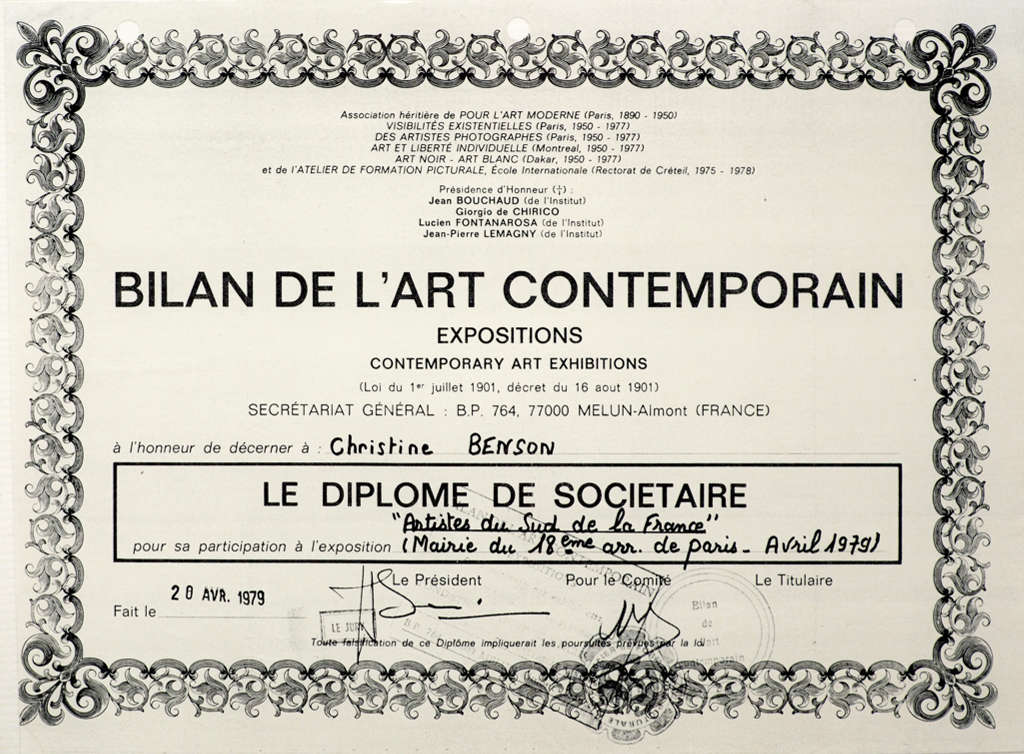 Association héritière de POUR L'ART MODERNE (Paris, 1890 - 1950)
VISIBILITÉS EXISTENTIELLES (Paris, 1950 - 1977)
DES ARTISTES PHOTOGRAPHES (Paris, 1950 - 1977)
ART ET LIBERTÉ INDIVIDUELLE (Montreal, 1950 - 1977)
ART NOIR - ART BLANC (Dakar, 1950 - 1977)
et de l'ATELIER DE FORMATION PICTURALE, École Internationale (Rectorat de Créteil, 1975 - 1978)
Présidence d'Honneur (†) :
Jean BOUCHAUD (de l'Institut)
Giorgio de CHIRICO
Lucien FONTANAROSA (de l'Institut)
Jean-Pierre LEMAGNY (de l'Institut)
BILAN DE L'ART CONTEMPORAIN
EXPOSITIONS
CONTEMPORARY ART EXHIBITIONS
(Loi du 1er juillet 1901, décret du 16 aout 1901)
SECRÉTARIAT GÉNÉRAL : B.P. 764, 77000 MELUN-Almont (FRANCE)
à l'honneur de décerner à : Christine BENSON
LE DIPLOME DE SOCIETAIRE
"Artistes du Sud de la France"
pour sa participation à l'exposition (Mairie du 18ème arr. de paris - Avril 1979)
Le Président Pour le Comité Le Titulaire
Fait le 20 AVR. 1979
LE JURY
Bilan
de
l'art
contemporain
Toute falsification de ce Diplôme impliquerait les poursuites prévues par la loi